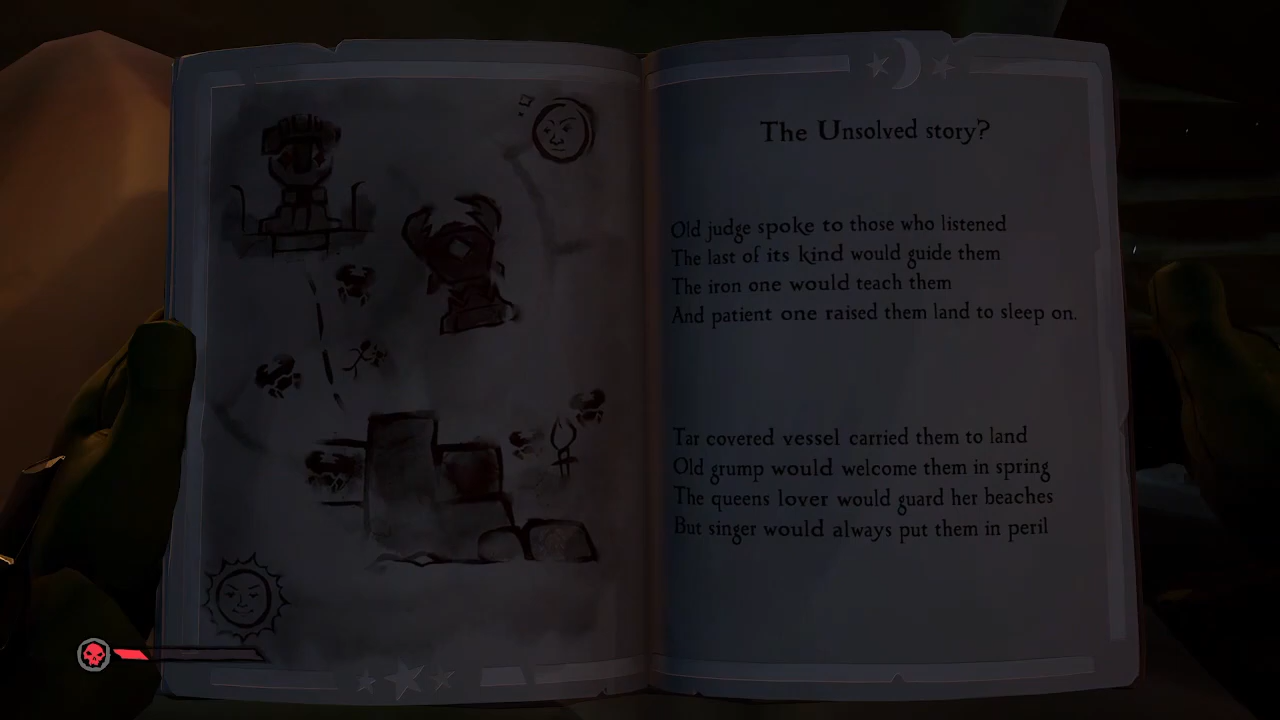 The Unsolved story?
Old judge spoke to those who listened
The last of its kind would guide them
The iron one would teach them
And patient one raised them land to sleep on.
Tar covered vessel carried them to land
Old grump would welcome them in spring
The queens lover would guard her beaches
But singer would always put them in peril